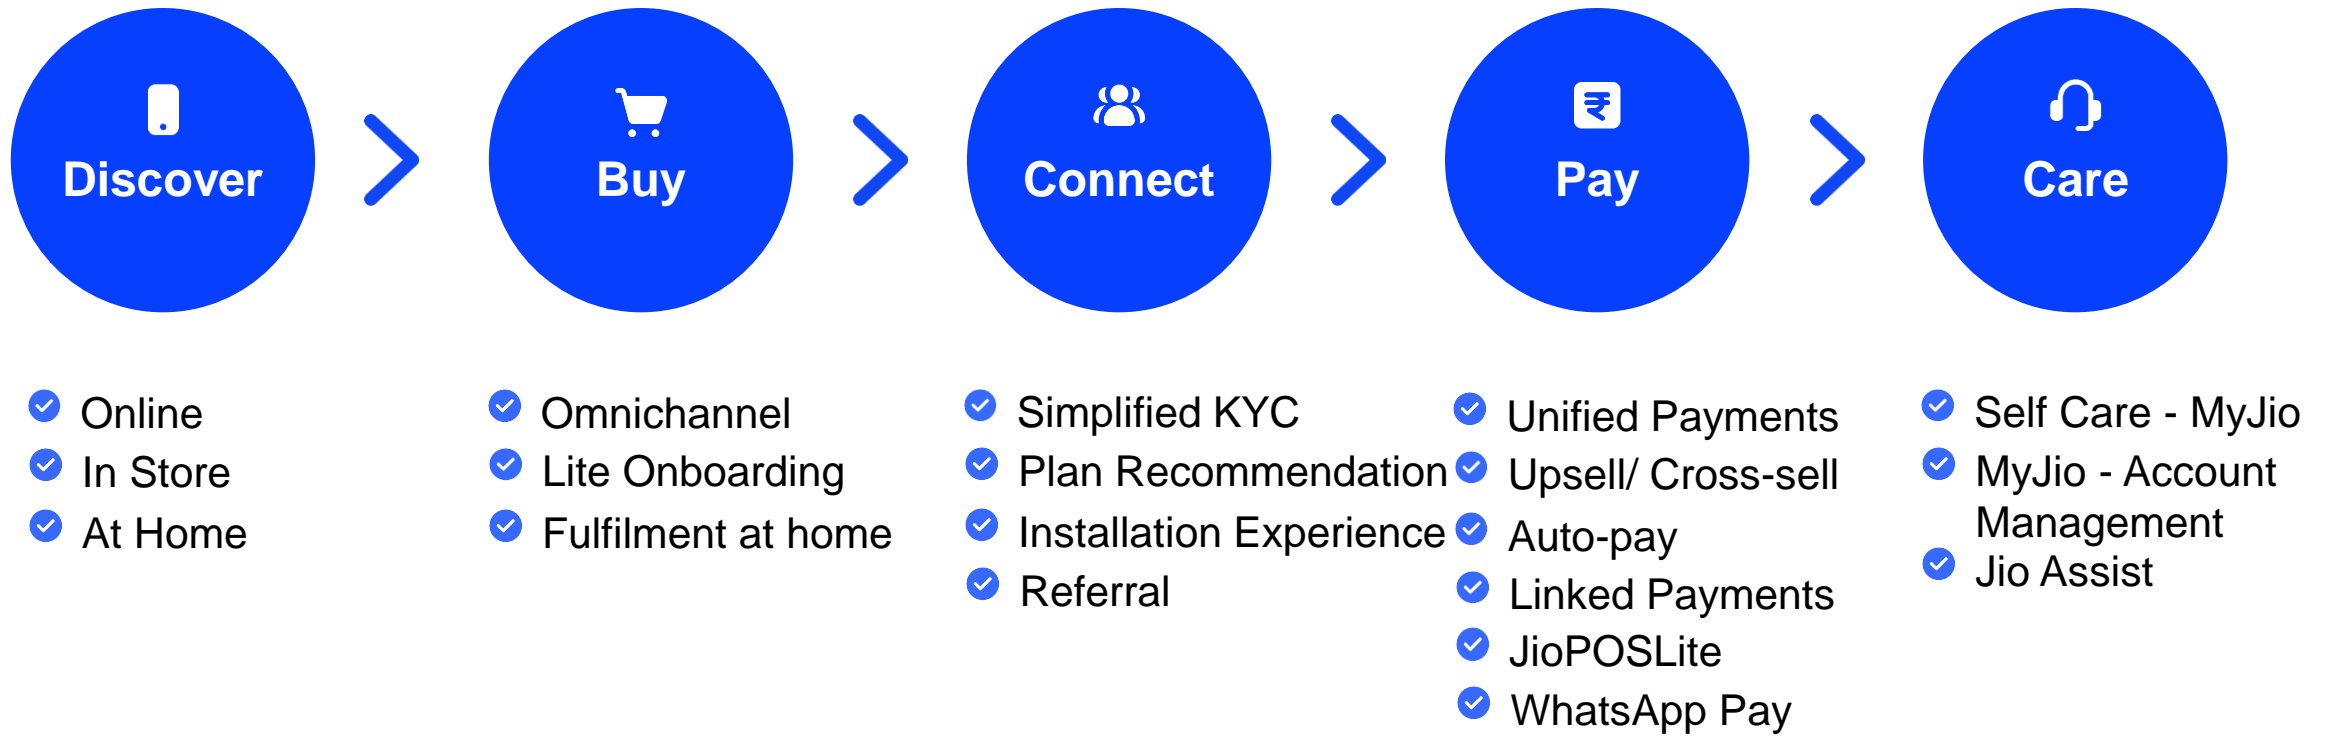 Discover
Buy
Connect
Pay
Care
Online
In Store
At Home
Omnichannel
Lite Onboarding
Fulfilment at home
Simplified KYC
Plan Recommendation
Installation Experience
Referral
Unified Payments
Upsell/ Cross-sell
Auto-pay
Linked Payments
JioPOSLite
WhatsApp Pay
Self Care - MyJio
MyJio - Account
Management
Jio Assist